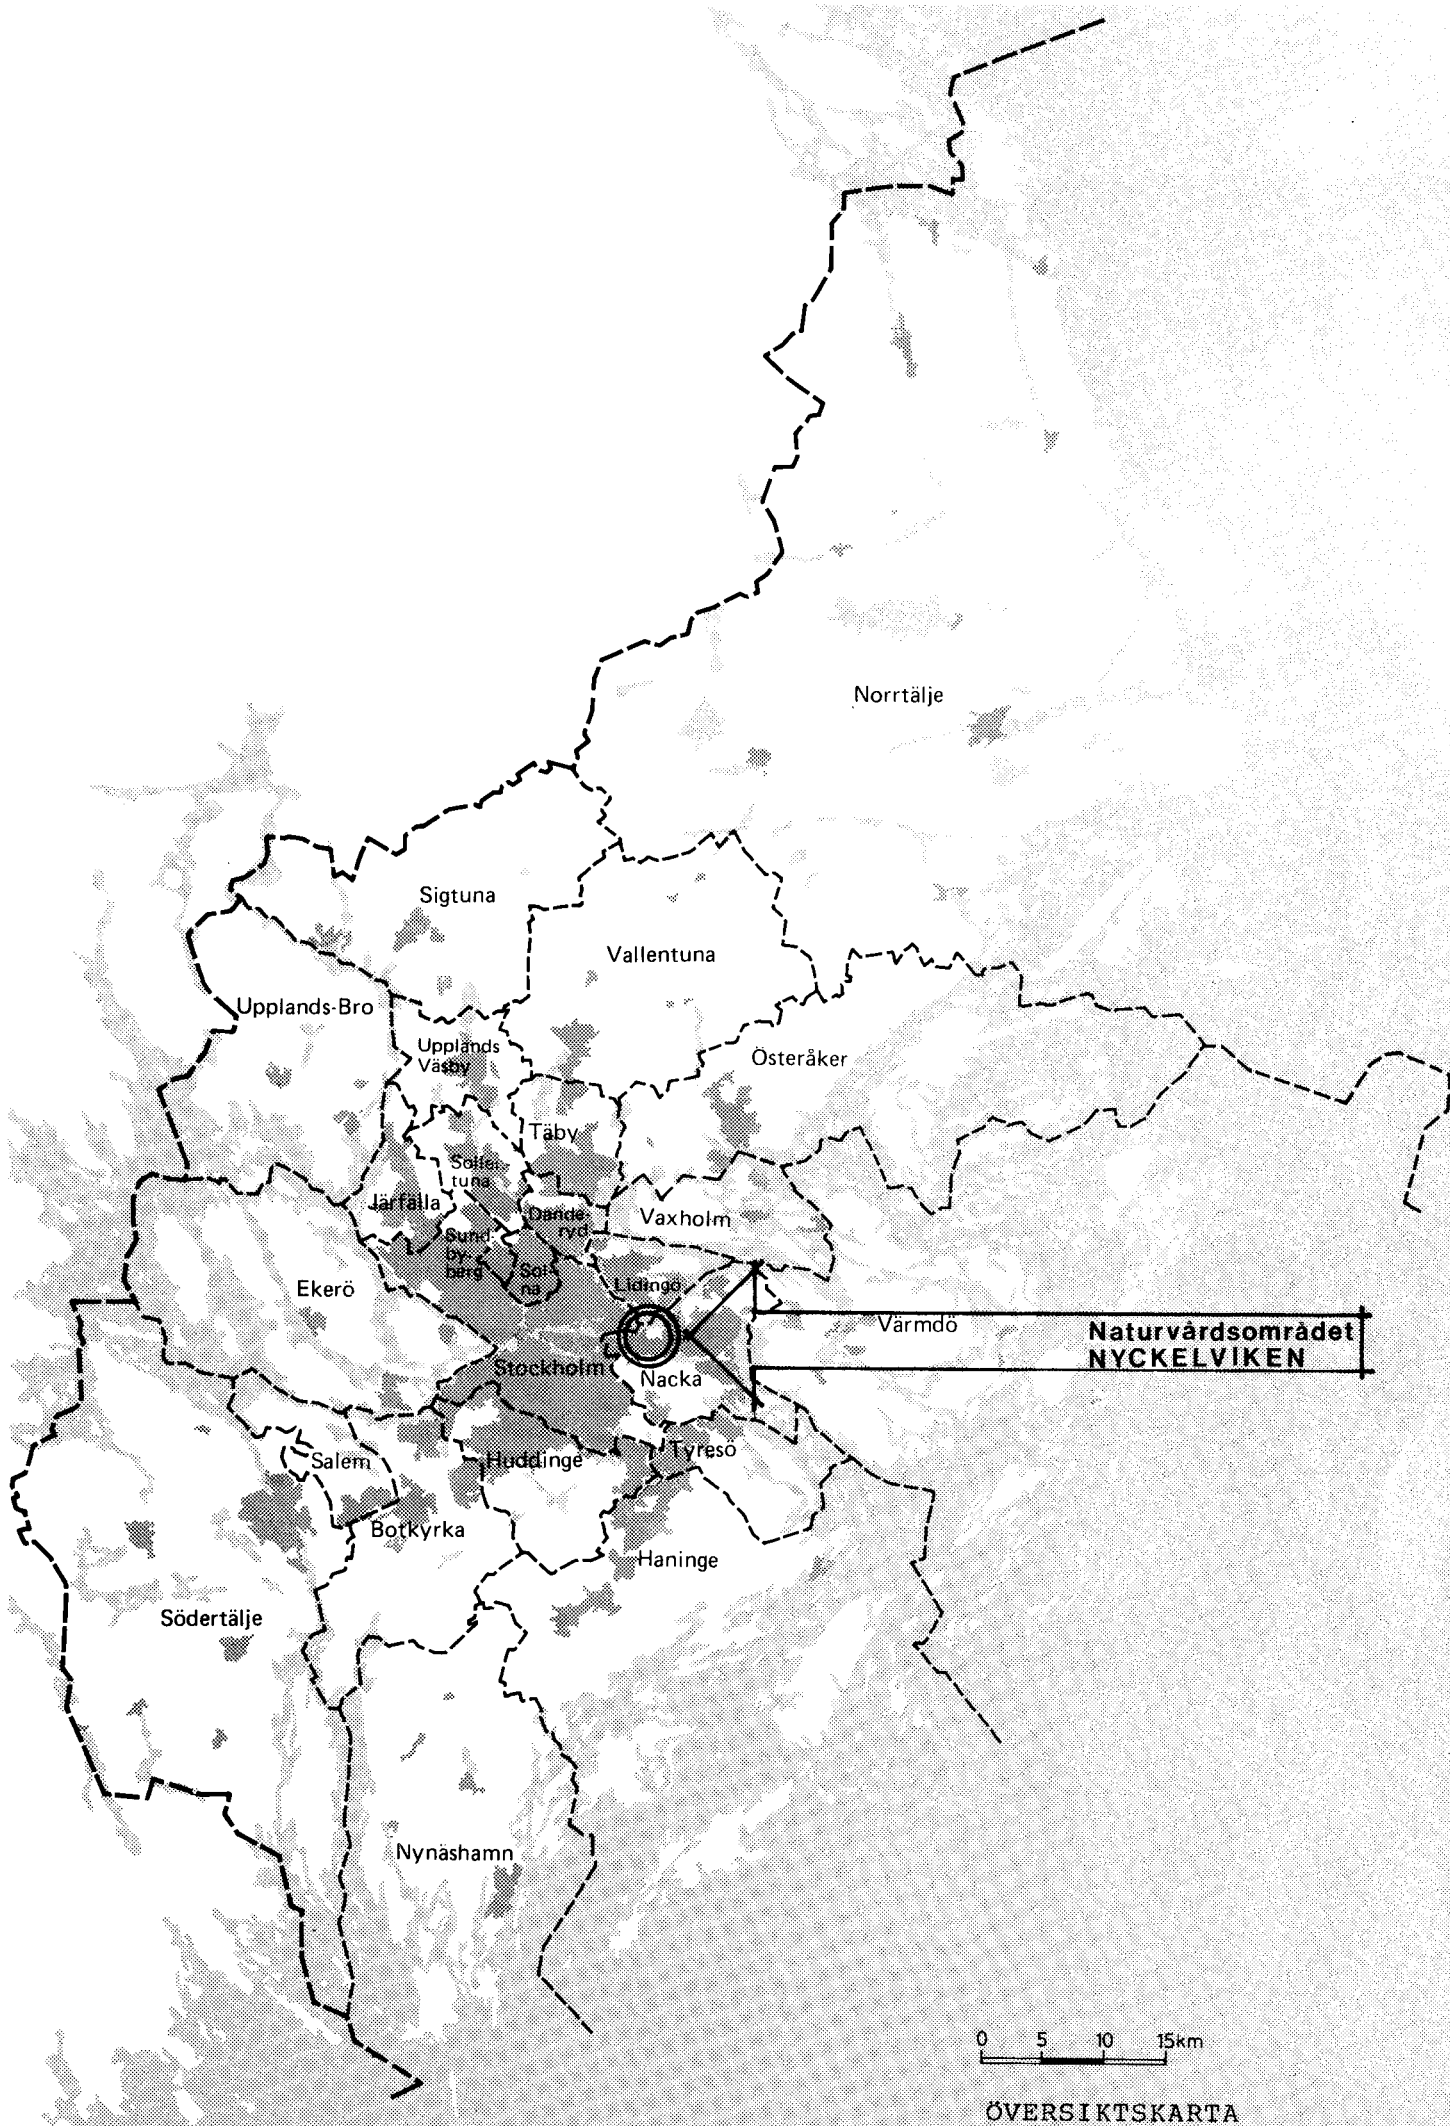 Norrtälje
Sigtuna
Vallentuna
Upplands-Bro
Upplands
Väsby
Österåker
Täby
Sollen-
tuna
Järfälla
Dande-
ryd
Vaxholm
Sund-
by-
berg
Sol-
na
Lidingö
Ekerö
Värmdö
Naturvårdsområdet
NYCKELVIKEN
Stockholm
Nacka
Tyresö
Huddinge
Salem
Botkyrka
Haninge
Södertälje
Nynäshamn
0 5 10 15km
ÖVERSIKTSKARTA